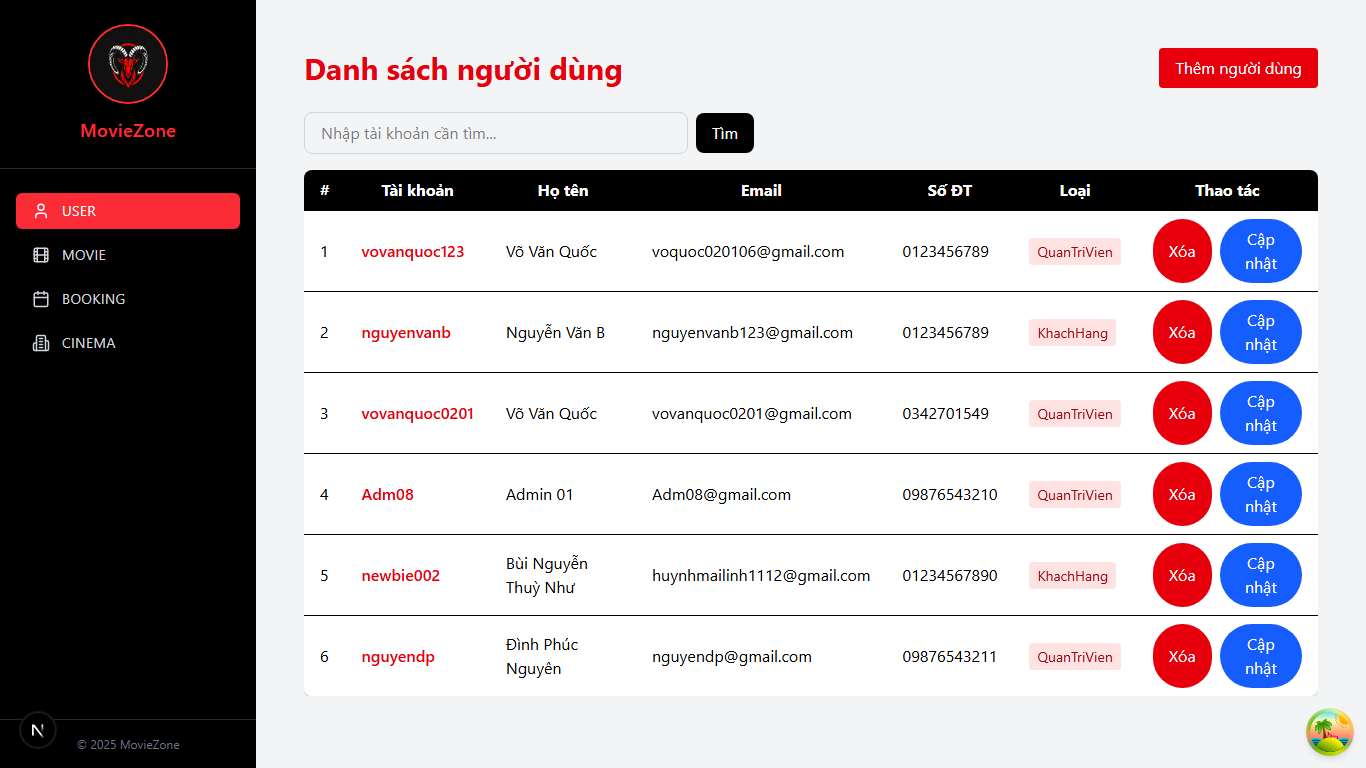 MovieZone
USER
MOVIE
BOOKING
CINEMA
N
© 2025 MovieZone
Danh sách người dùng
Thêm người dùng
Nhập tài khoản cần tìm...
Tìm
# Tài khoản Họ tên Email Số ĐT Loại Thao tác
1 vovanquoc123 Võ Văn Quốc voquoc020106@gmail.com 0123456789 QuanTriVien Xóa Cập nhật
2 nguyenvanb Nguyễn Văn B nguyenvanb123@gmail.com 0123456789 KhachHang Xóa Cập nhật
3 vovanquoc0201 Võ Văn Quốc vovanquoc0201@gmail.com 0342701549 QuanTriVien Xóa Cập nhật
4 Adm08 Admin 01 Adm08@gmail.com 09876543210 QuanTriVien Xóa Cập nhật
5 newbie002 Bùi Nguyễn Thuỳ Như huynhmailinh1112@gmail.com 01234567890 KhachHang Xóa Cập nhật
6 nguyendp Đình Phúc Nguyên nguyendp@gmail.com 09876543211 QuanTriVien Xóa Cập nhật